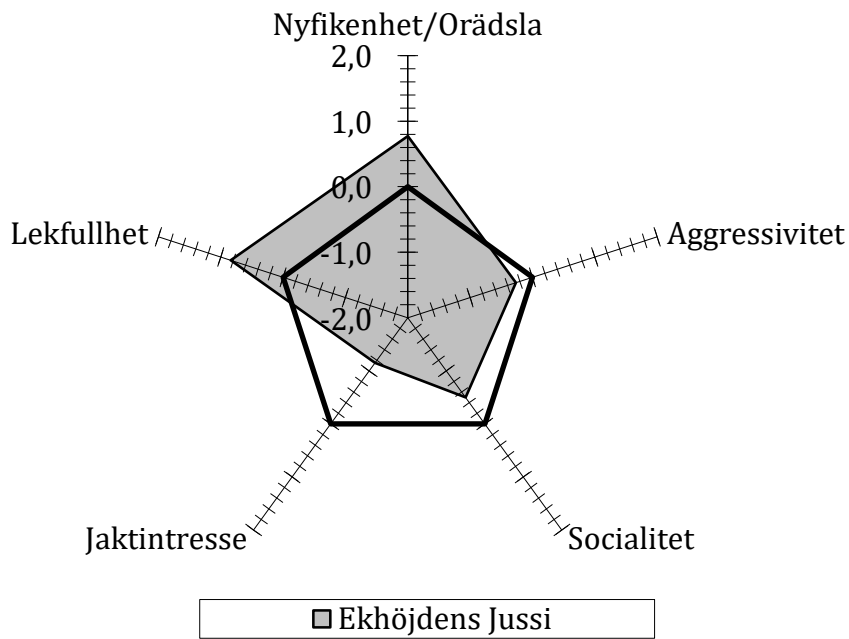 Nyfikenhet/Orädsla
2,0
1,0
0,0
-1,0
-2,0
Lekfullhet
Aggressivitet
Jaktintresse
Socialitet
Ekhöjdens Jussi